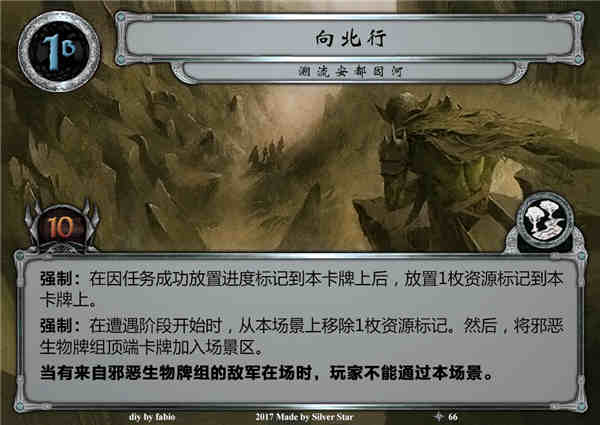 1B
向北行
溯流安都因河
10
强制：在因任务成功放置进度标记到本卡牌上后，放置1枚资源标记到本
卡牌上。
强制：在遭遇阶段开始时，从本场景上移除1枚资源标记。然后，将邪恶
生物牌组顶端卡牌加入场景区。
当有来自邪恶生物牌组的敌军在场时，玩家不能通过本场景。
diy by fabio 2017 Made by Silver Star 66